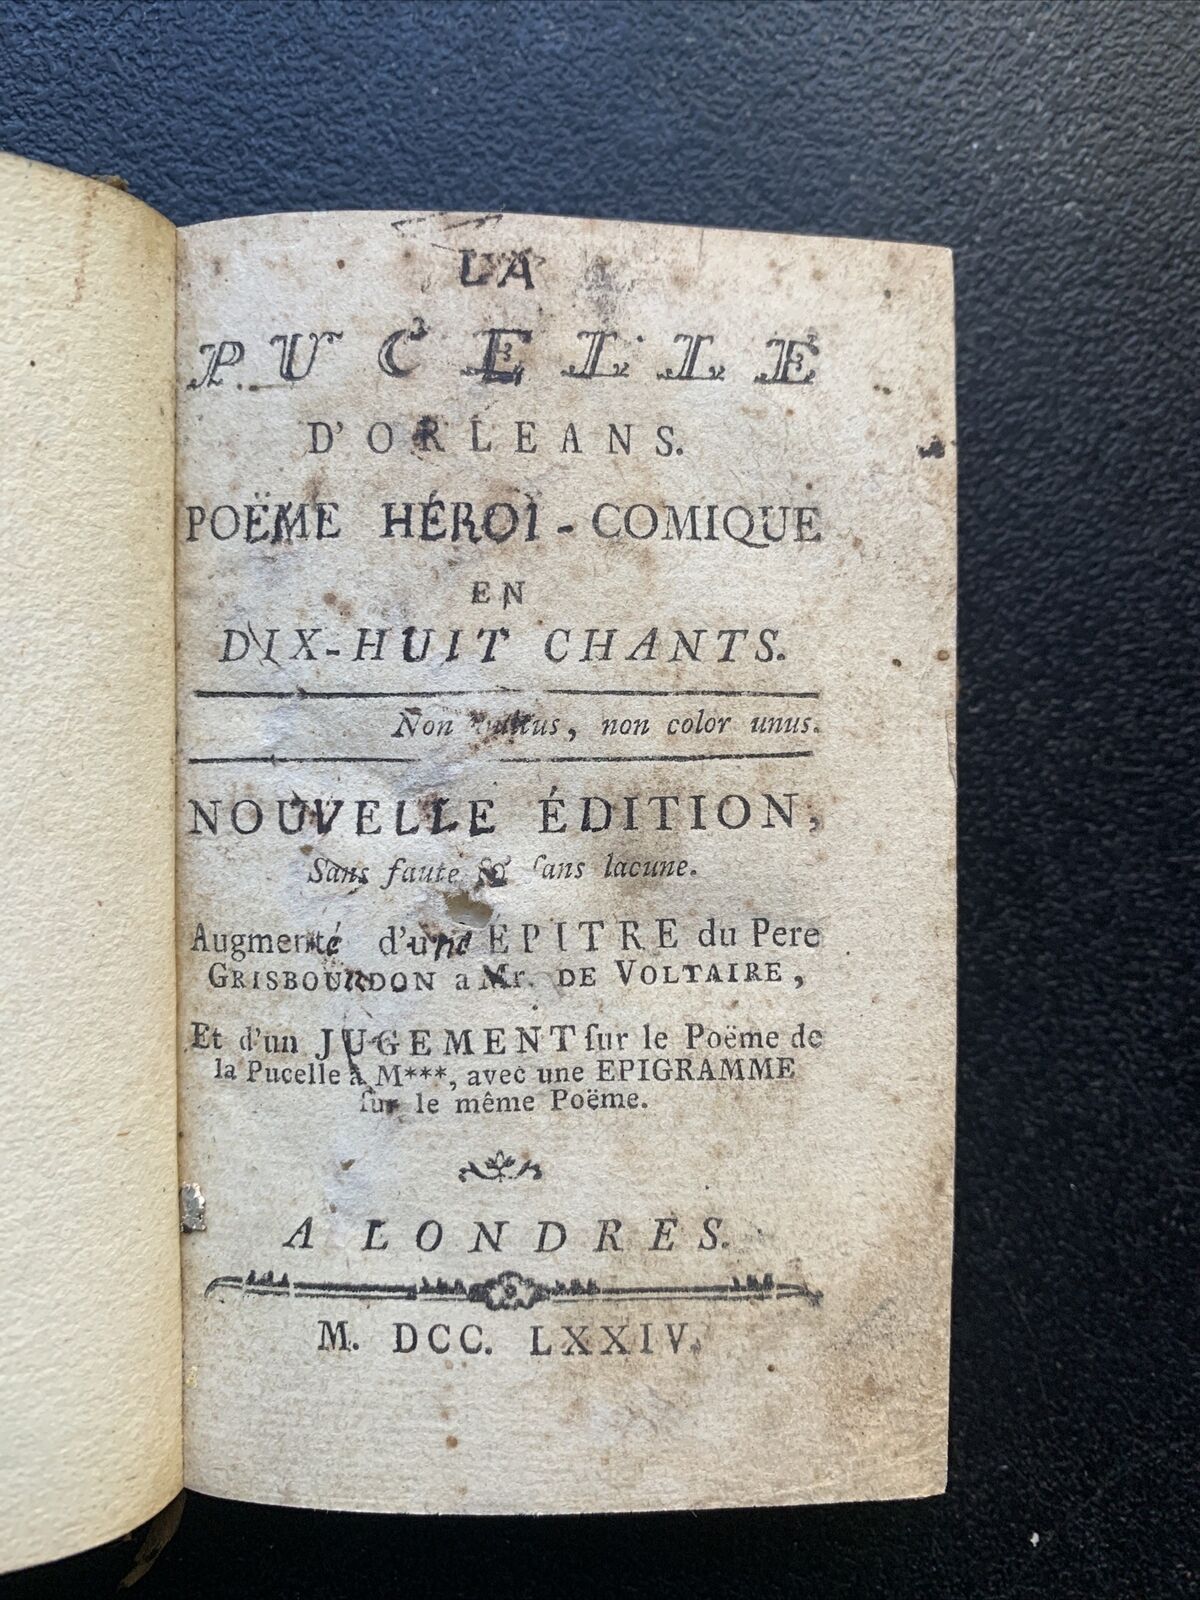 LA
PUCELLE
D'ORLEANS.
POËME HÉROI-COMIQUE
EN
DIX-HUIT CHANTS.
Non vultus, non color unus.
NOUVELLE ÉDITION,
Sans faute & ſans lacune.
Augmenté d'une EPITRE du Pere
GRISBOURDON a Mr. DE VOLTAIRE,
Et d'un JUGEMENT ſur le Poëme de
la Pucelle à M***, avec une EPIGRAMME
ſur le même Poëme.
A LONDRES.
M. DCC. LXXIV.